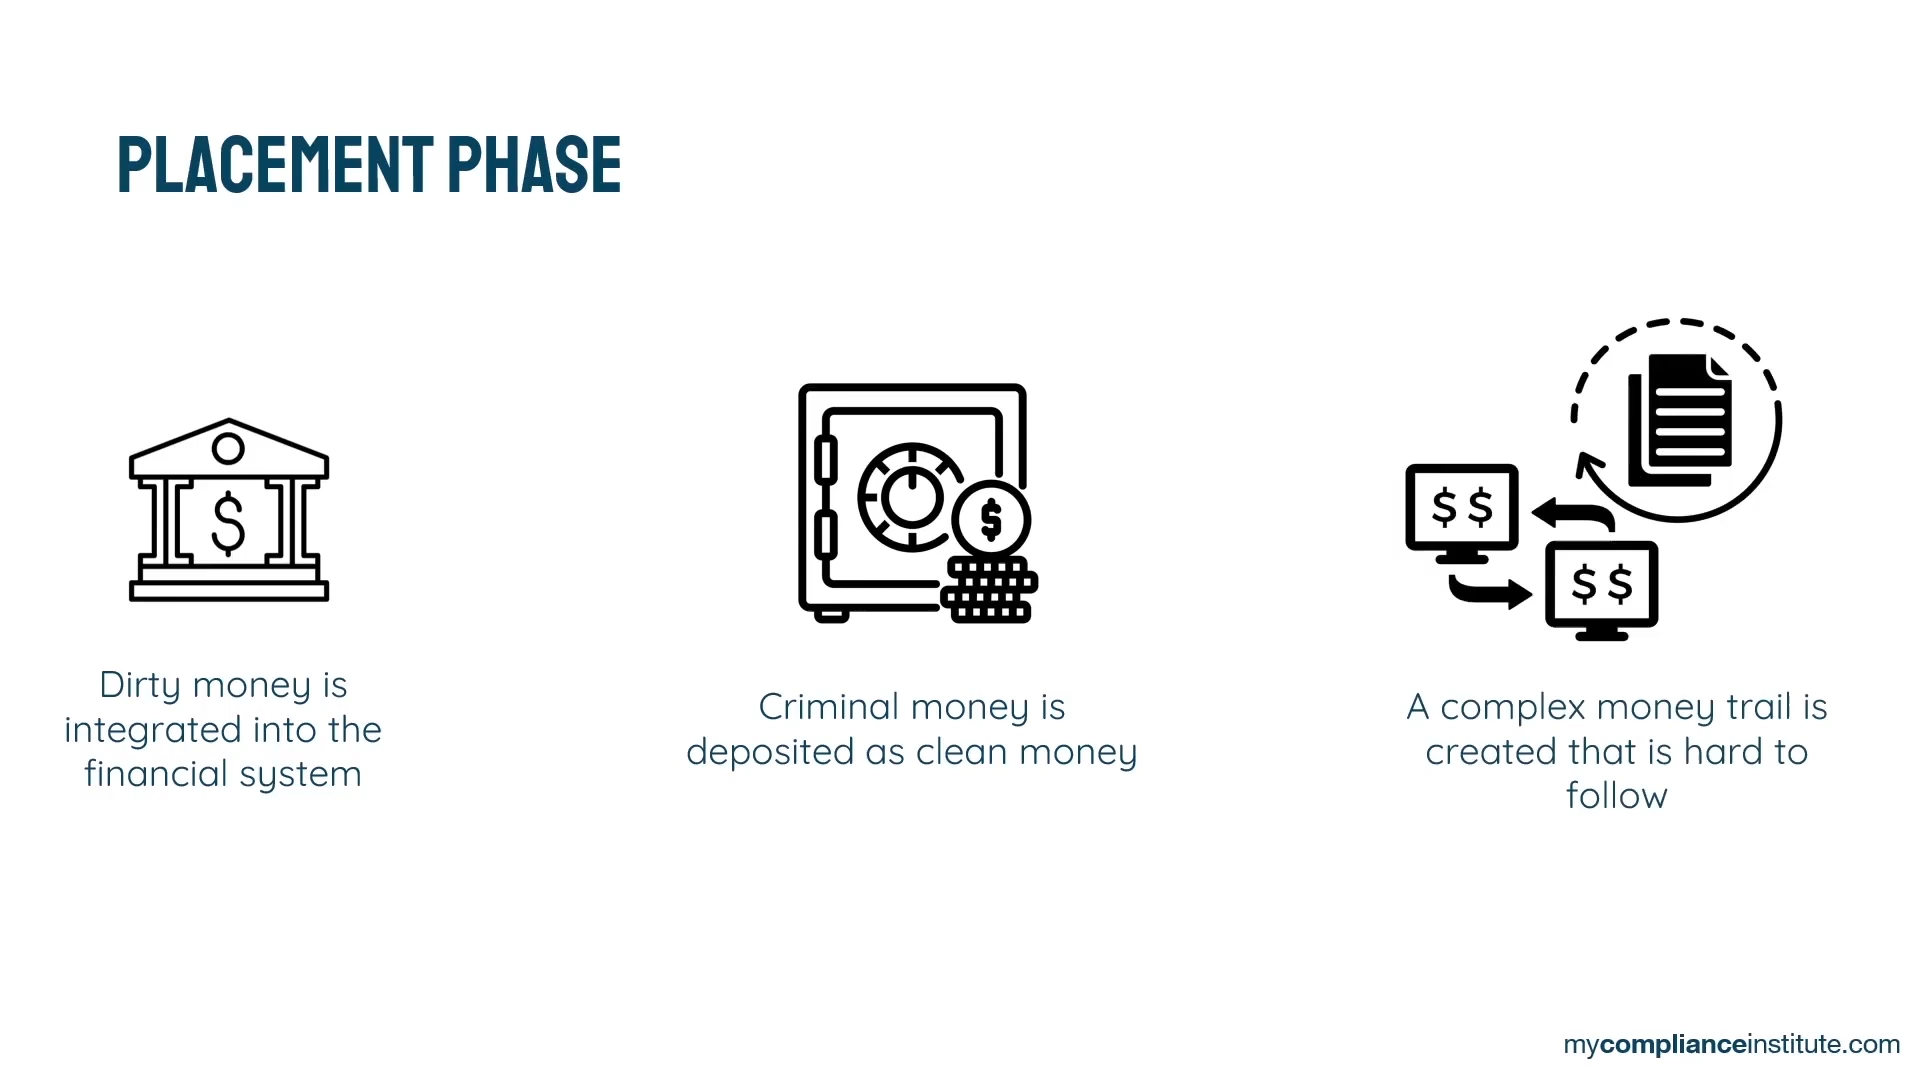 PLACEMENT PHASE
$
$
$ $
$ $
Dirty money is
integrated into the
financial system
Criminal money is
deposited as clean money
A complex money trail is
created that is hard to
follow
mycomplianceinstitute.com